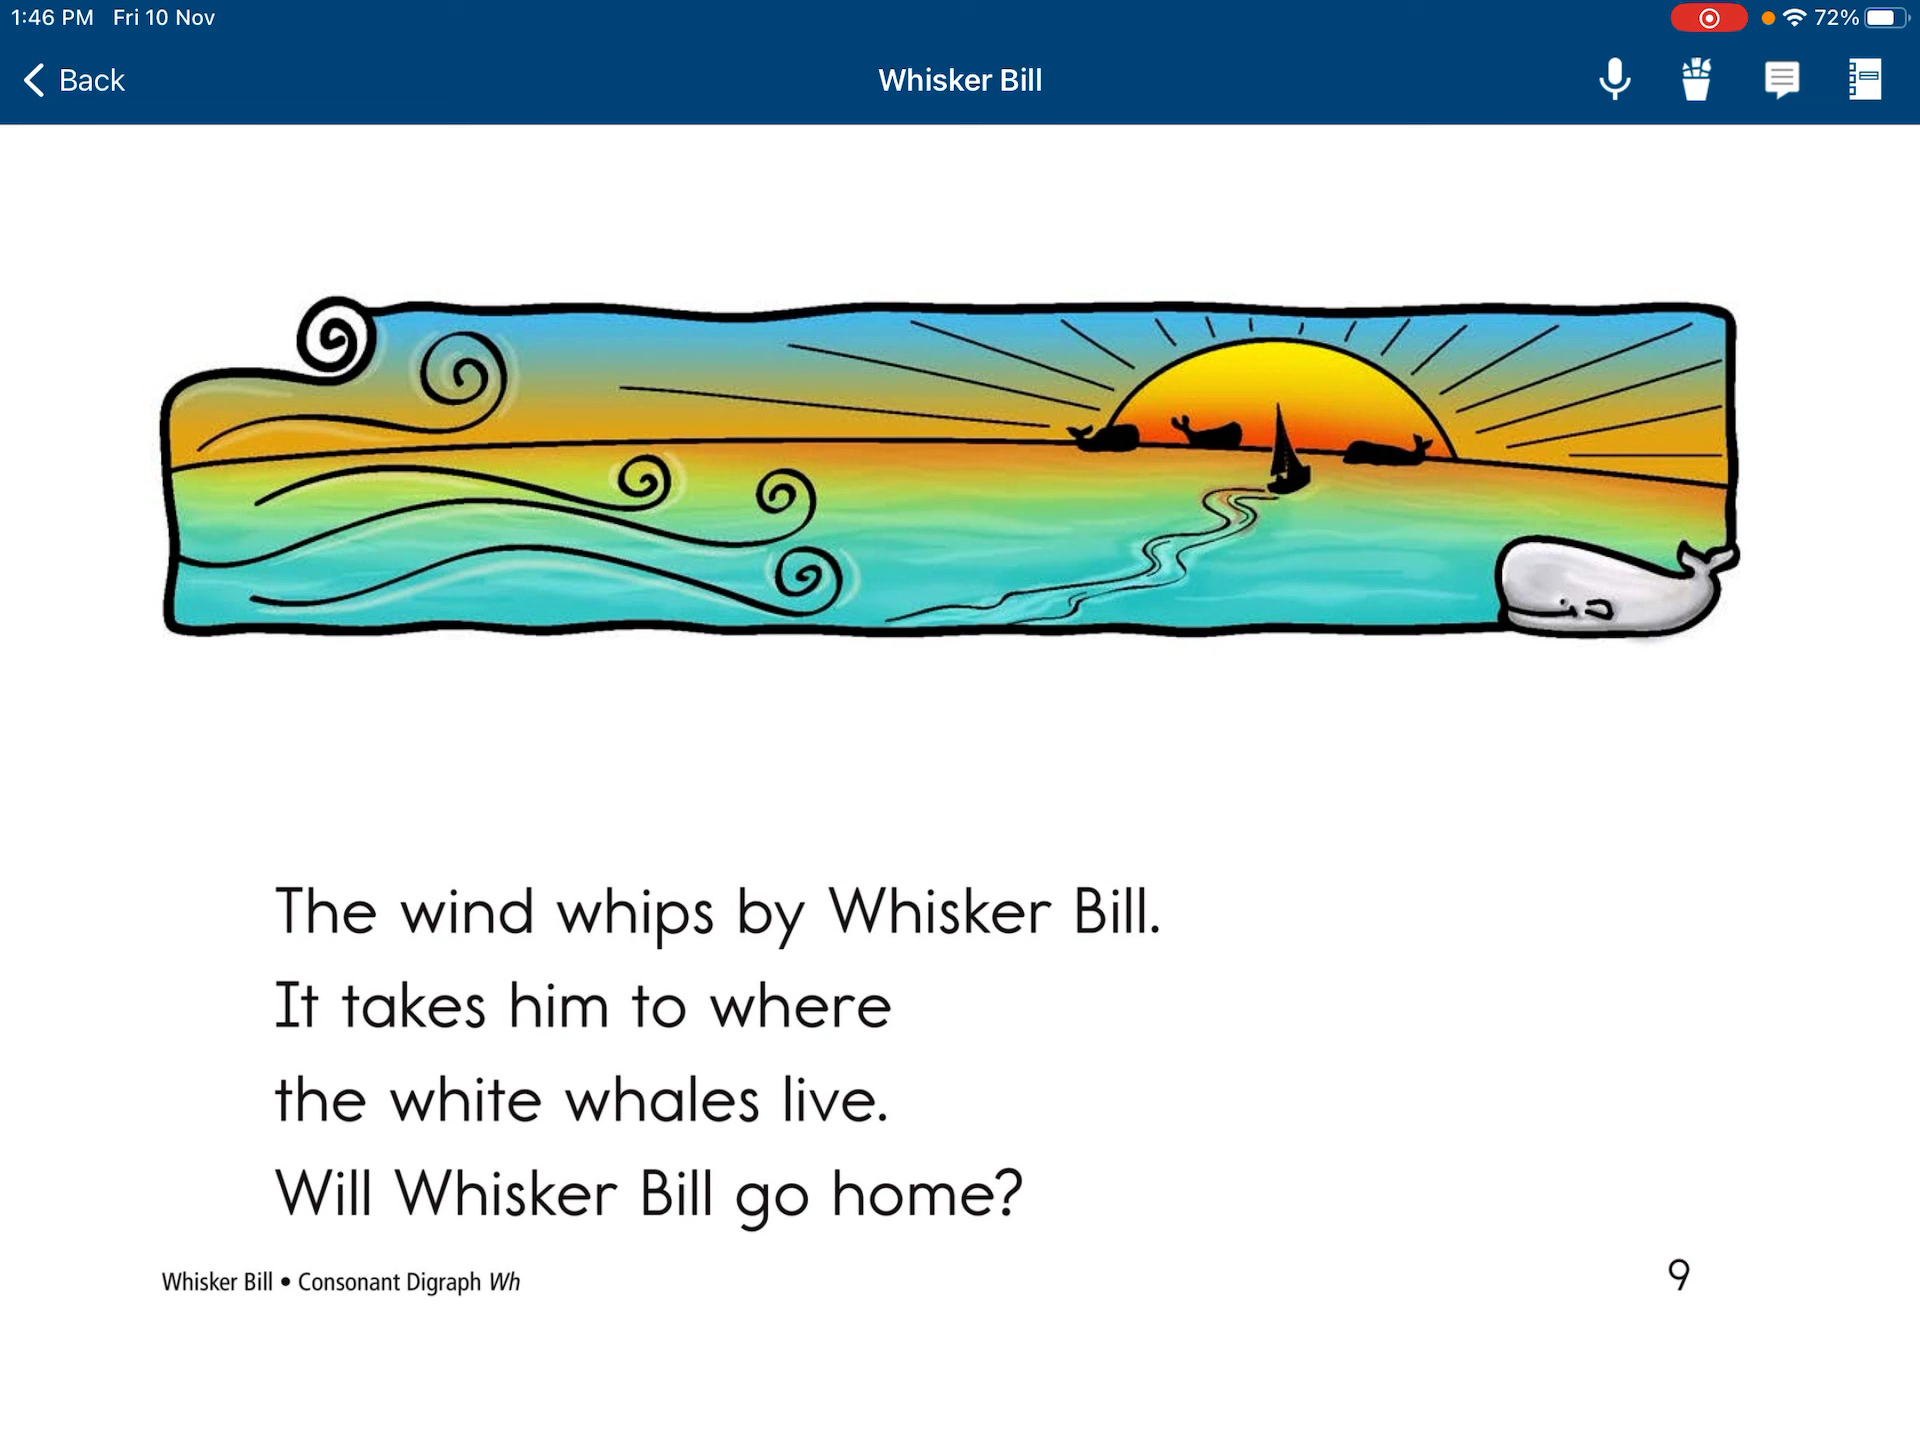 1:46 PM Fri 10 Nov
72%
Back
Whisker Bill
The wind whips by Whisker Bill.
It takes him to where
the white whales live.
Will Whisker Bill go home?
Whisker Bill • Consonant Digraph Wh
9